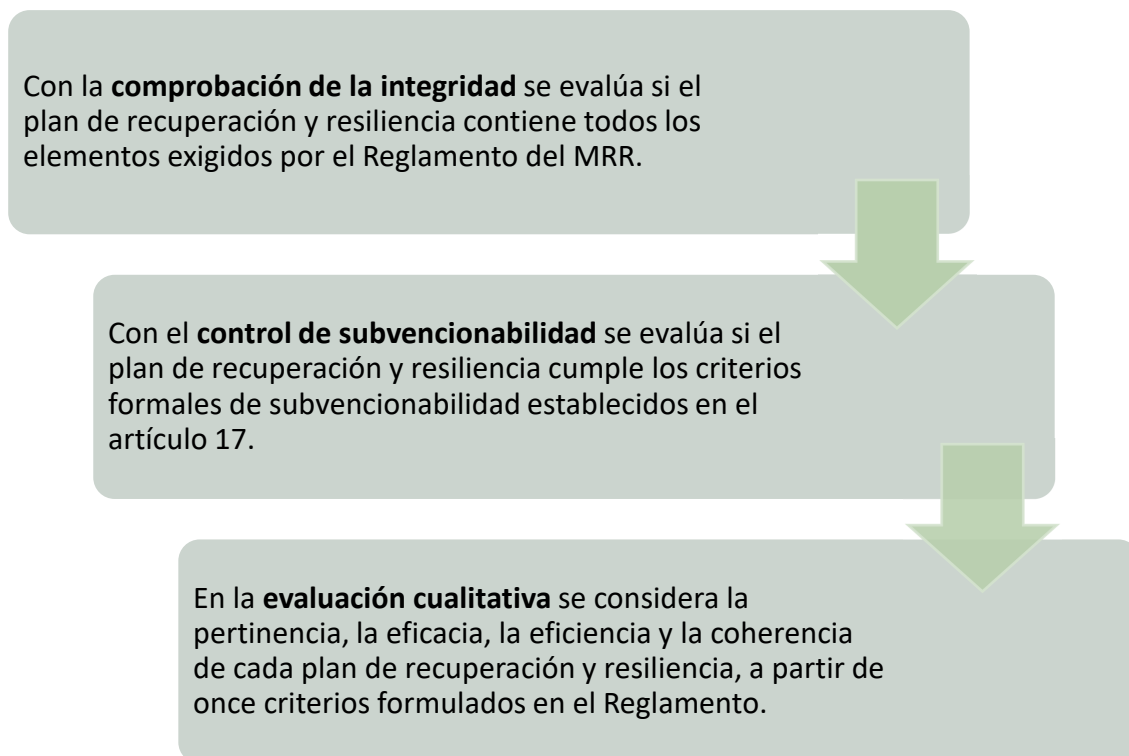 Con la comprobación de la integridad se evalúa si el
plan de recuperación y resiliencia contiene todos los
elementos exigidos por el Reglamento del MRR.
Con el control de subvencionabilidad se evalúa si el
plan de recuperación y resiliencia cumple los criterios
formales de subvencionabilidad establecidos en el
artículo 17.
En la evaluación cualitativa se considera la
pertinencia, la eficacia, la eficiencia y la coherencia
de cada plan de recuperación y resiliencia, a partir de
once criterios formulados en el Reglamento.